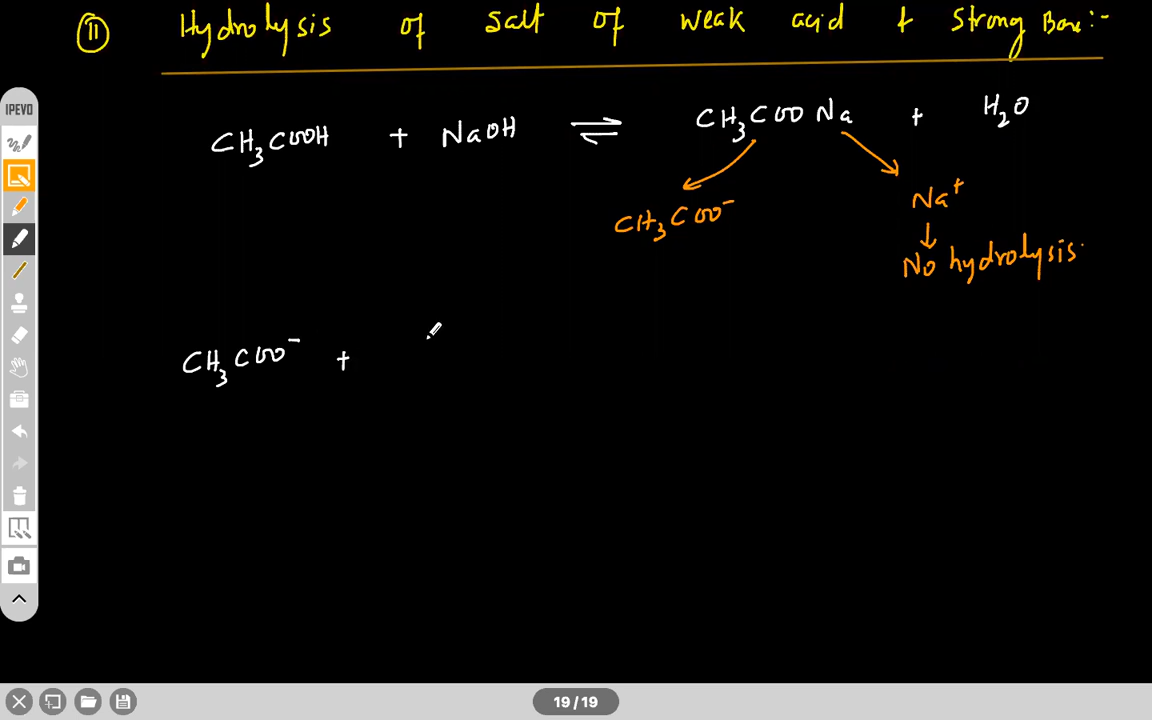 (II) Hydrolysis of salt of weak acid + strong Base:-
CH3COOH + NaOH ⇌ CH3COONa + H2O
CH3COO⁻ Na⁺
No hydrolysis.
CH3COO⁻ +
IPEVO
19/19